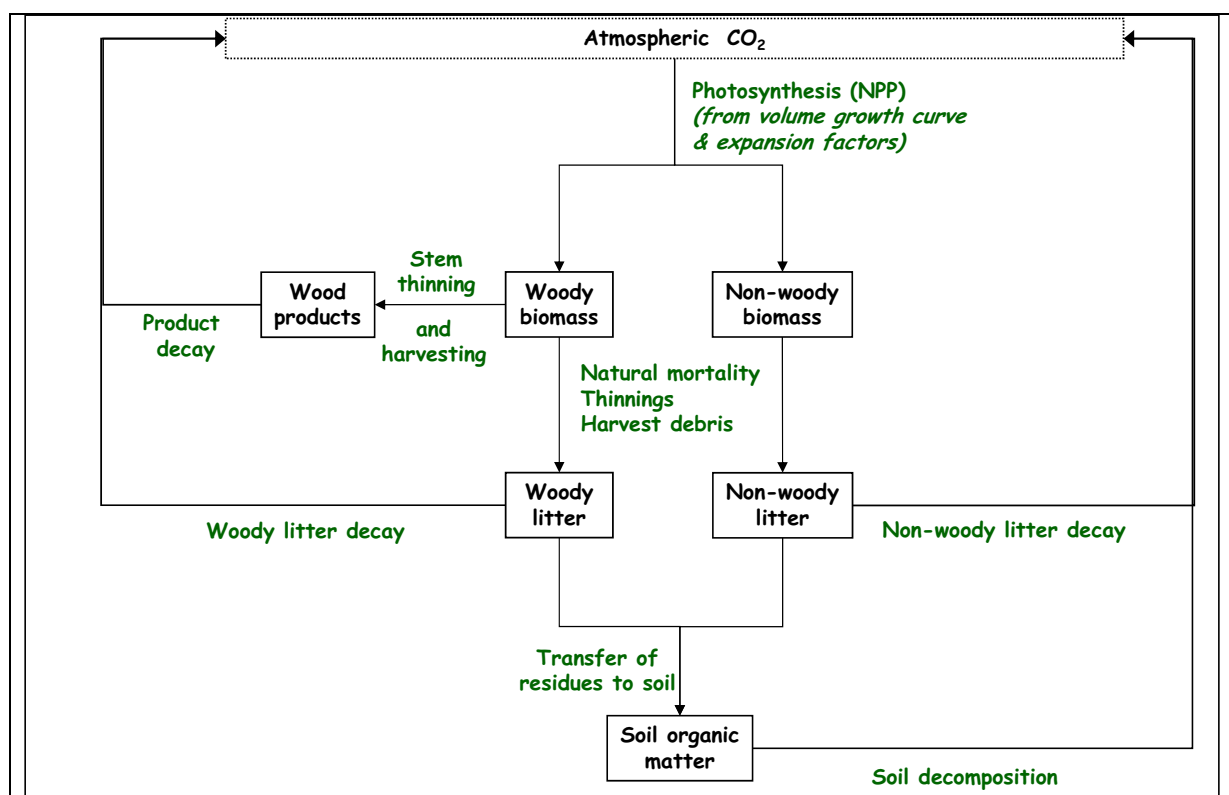 Atmospheric CO₂
Photosynthesis (NPP)
(from volume growth curve
& expansion factors)
Stem
thinning
and
harvesting
Wood
products
Woody
biomass
Non-woody
biomass
Product
decay
Natural mortality
Thinnings
Harvest debris
Woody
litter
Non-woody
litter
Woody litter decay
Non-woody litter decay
Transfer of
residues to soil
Soil organic
matter
Soil decomposition